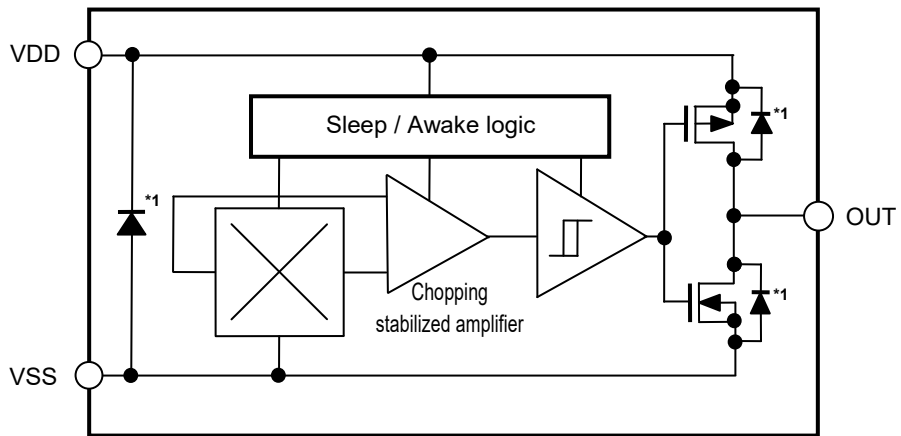 VDD
Sleep / Awake logic
*1
*1
OUT
Chopping
stabilized amplifier
*1
VSS